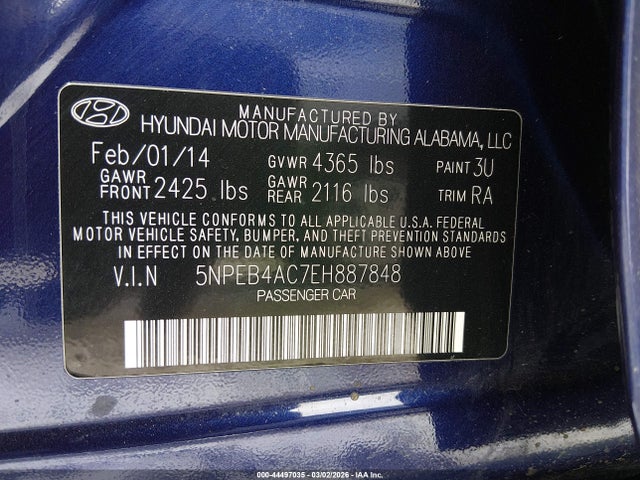 MANUFACTURED BY
HYUNDAI MOTOR MANUFACTURING ALABAMA, LLC
Feb/01/14 GVWR 4365 lbs PAINT 3U
GAWR FRONT 2425 lbs GAWR REAR 2116 lbs TRIM RA
THIS VEHICLE CONFORMS TO ALL APPLICABLE U.S.A. FEDERAL
MOTOR VEHICLE SAFETY, BUMPER, AND THEFT PREVENTION STANDARDS
IN EFFECT ON THE DATE OF MANUFACTURE SHOWN ABOVE
V.I.N 5NPEB4AC7EH887848
PASSENGER CAR
000-44497035 - 03/02/2026 - IAA Inc.